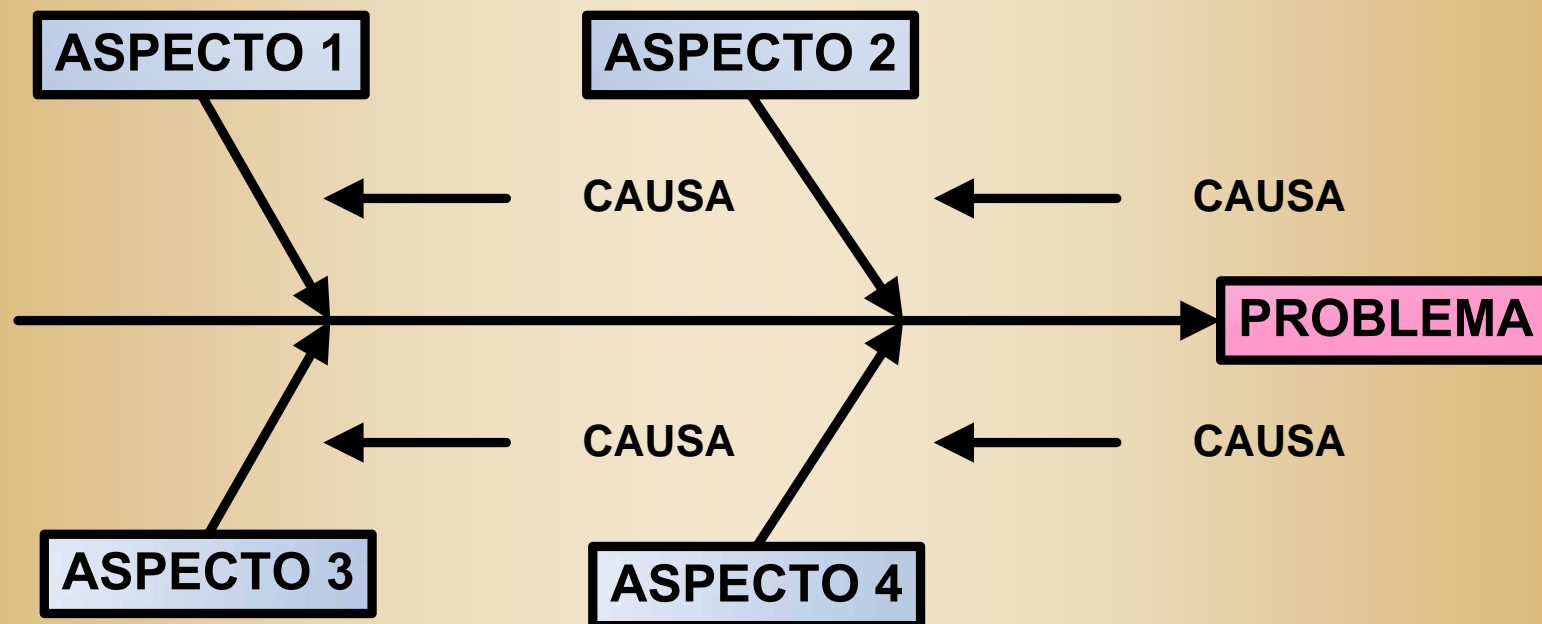 ASPECTO 1
ASPECTO 2
CAUSA
CAUSA
PROBLEMA
CAUSA
CAUSA
ASPECTO 3
ASPECTO 4